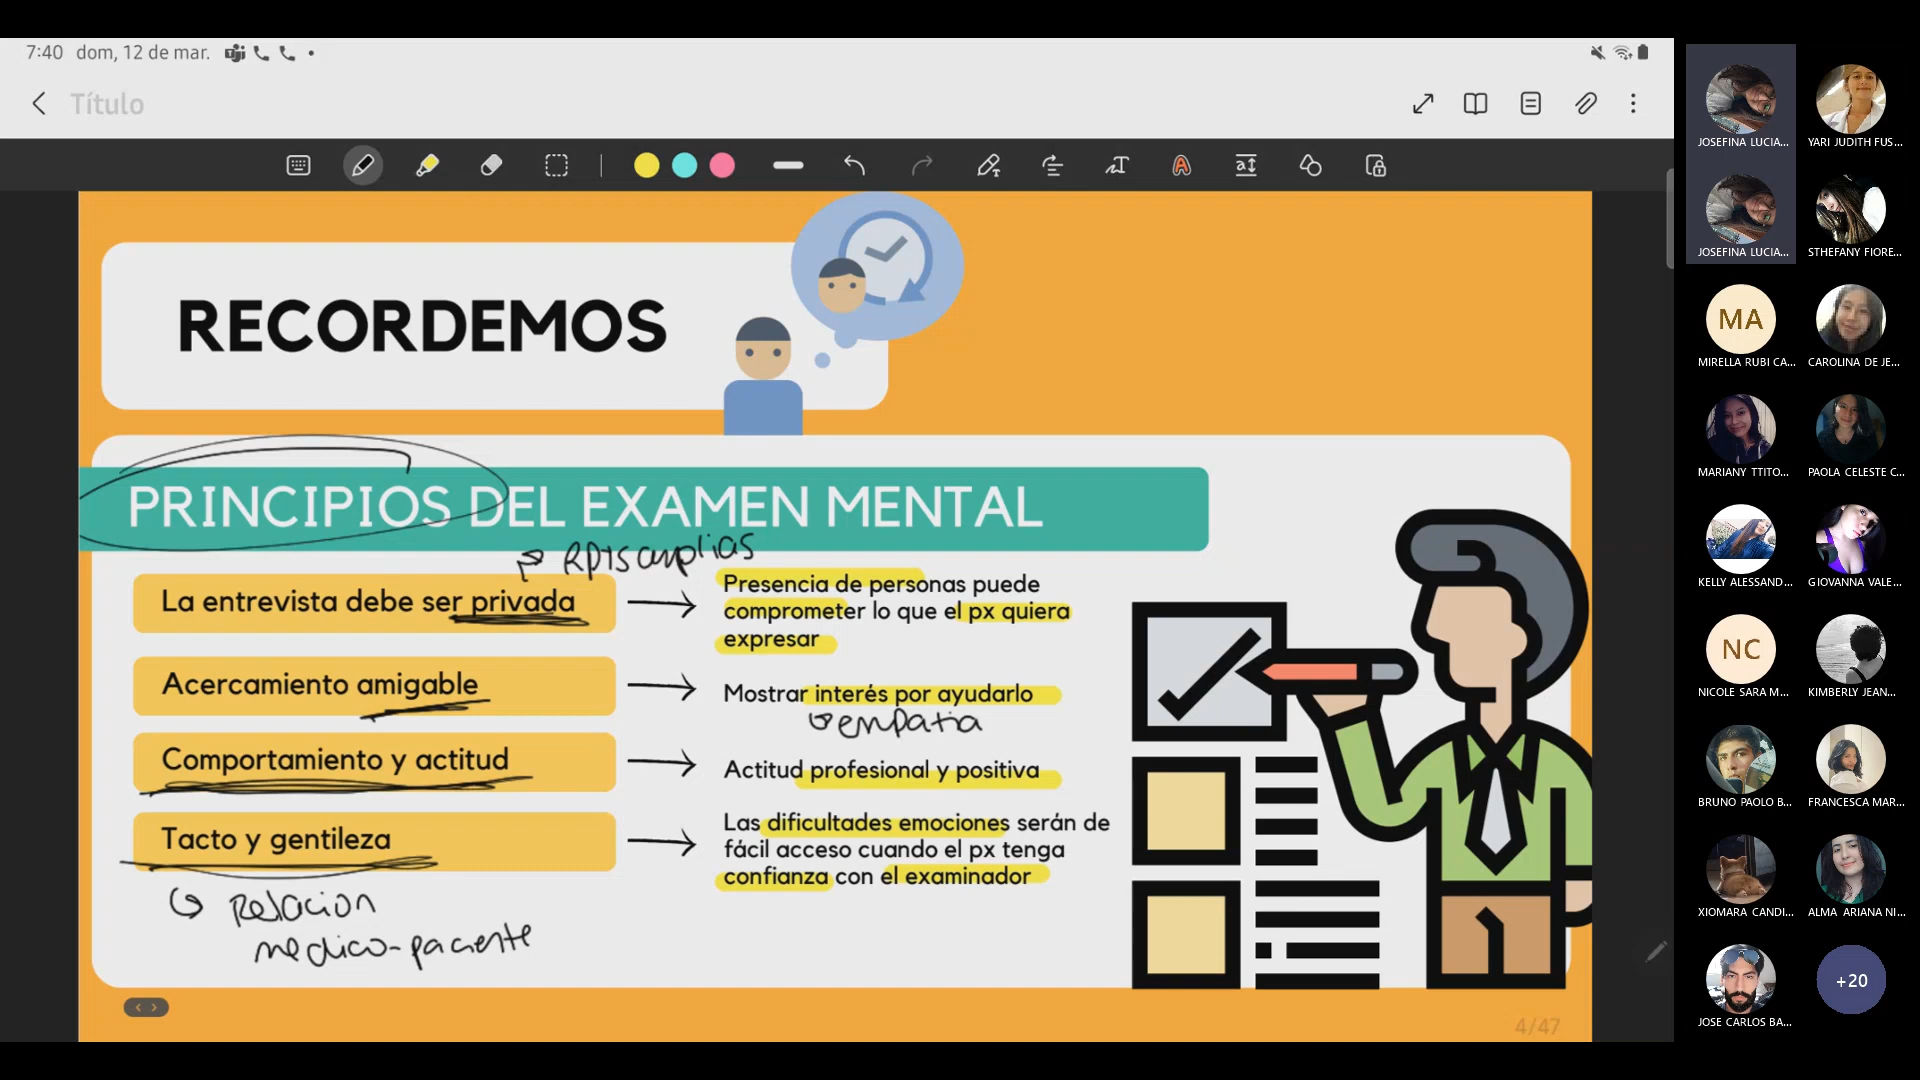 7:40 dom, 12 de mar.
Título
RECORDEMOS
PRINCIPIOS DEL EXAMEN MENTAL
Rpts amplias
La entrevista debe ser privada
Presencia de personas puede
comprometer lo que el px quiera
expresar
Acercamiento amigable
Mostrar interés por ayudarlo
empatia
Comportamiento y actitud
Actitud profesional y positiva
Tacto y gentileza
Las dificultades emociones serán de
fácil acceso cuando el px tenga
confianza con el examinador
Relacion
medico-paciente
4/47
JOSEFINA LUCIA...
YARI JUDITH FUS...
JOSEFINA LUCIA...
STHEFANY FIORE...
MA
MIRELLA RUBI CA...
CAROLINA DE JE...
MARIANY TTITO...
PAOLA CELESTE C...
KELLY ALESSAND...
GIOVANNA VALE...
NC
NICOLE SARA M...
KIMBERLY JEAN...
BRUNO PAOLO B...
FRANCESCA MAR...
XIOMARA CANDI...
ALMA ARIANA NI...
JOSE CARLOS BA...
+20